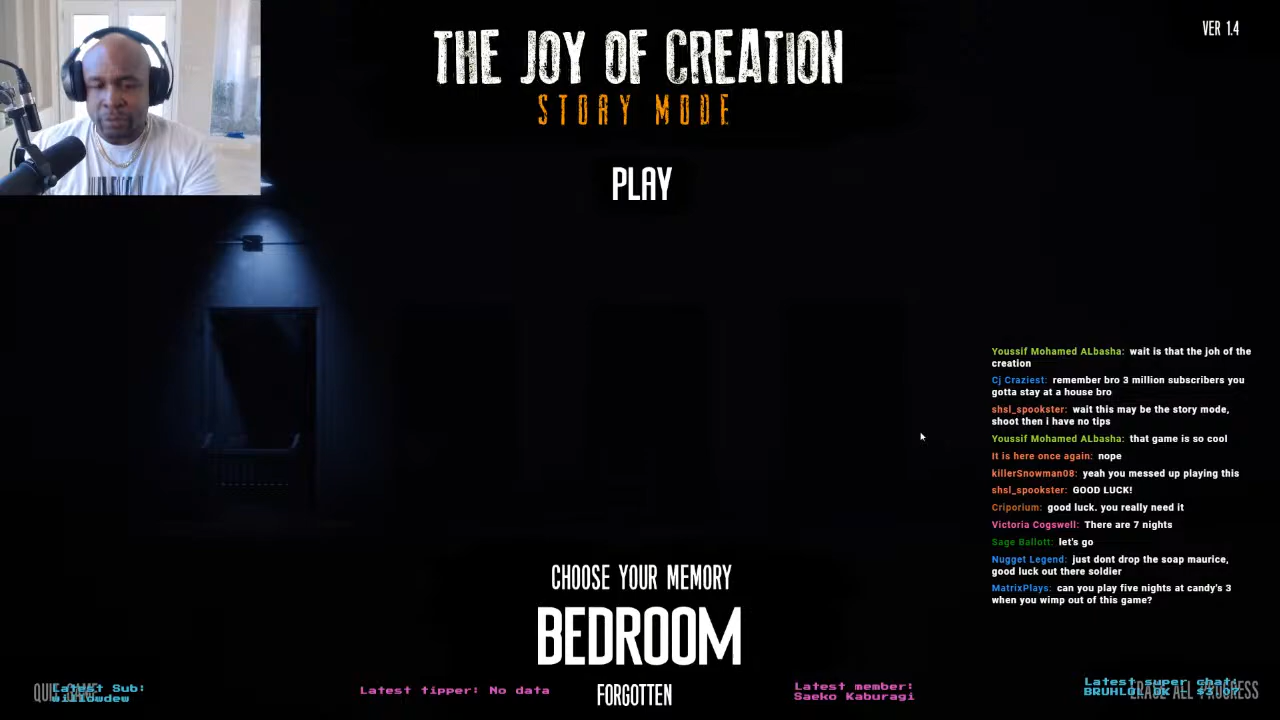 VER 1.4
THE JOY OF CREATION
STORY MODE
PLAY
Youssif Mohamed ALbasha: wait is that the joh of the
creation
Cj Craziest: remember bro 3 million subscribers you
gotta stay at a house bro
shsl_spookster: wait this may be the story mode,
shoot then i have no tips
Youssif Mohamed ALbasha: that game is so cool
It is here once again: nope
killerSnowman08: yeah you messed up playing this
shsl_spookster: GOOD LUCK!
Criporium: good luck. you really need it
Victoria Cogswell: There are 7 nights
Sage Ballott: let's go
Nugget Legend: just dont drop the soap maurice,
good luck out there soldier
MatrixPlays: can you play five nights at candy's 3
when you wimp out of this game?
CHOOSE YOUR MEMORY
BEDROOM
FORGOTTEN
Latest Sub:
willowdew
Latest tipper: No data
Latest member:
Saeko Kaburagi
Latest super chat:
PROGRESS